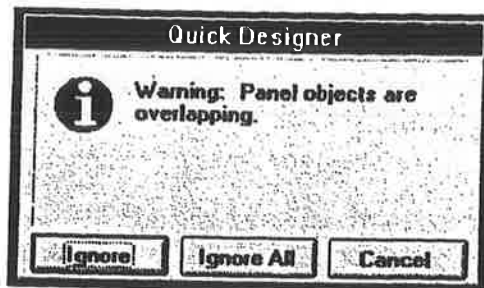 Quick Designer
Warning: Panel objects are
overlapping.
Ignore Ignore All Cancel